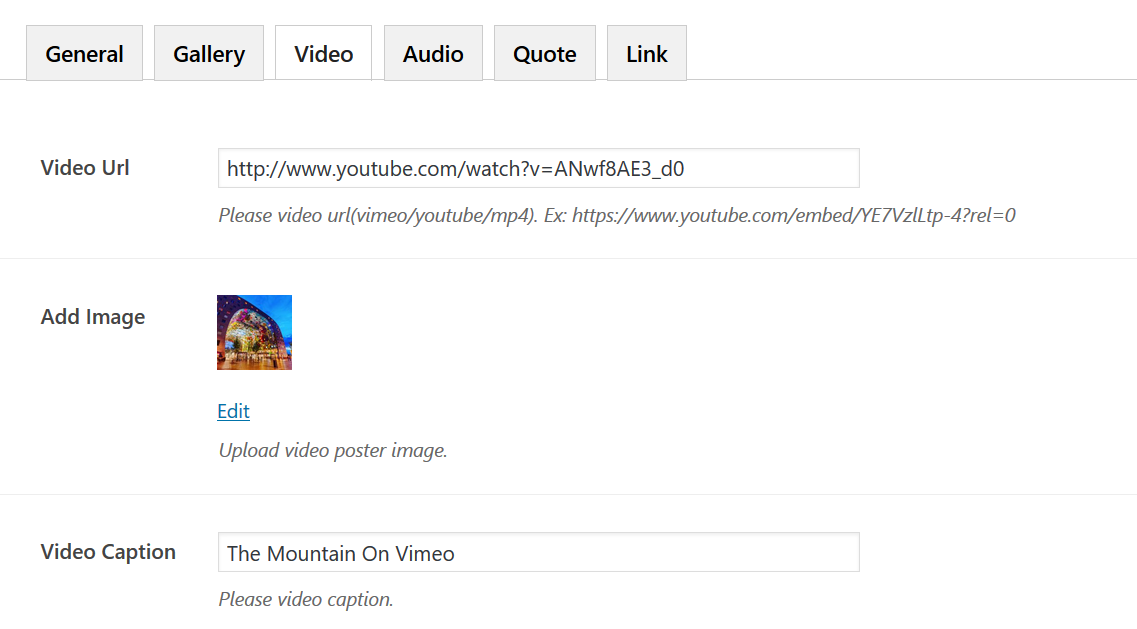 General Gallery Video Audio Quote Link
Video Url http://www.youtube.com/watch?v=ANwf8AE3_d0
Please video url(vimeo/youtube/mp4). Ex: https://www.youtube.com/embed/YE7VzlLtp-4?rel=0
Add Image
Edit
Upload video poster image.
Video Caption The Mountain On Vimeo
Please video caption.